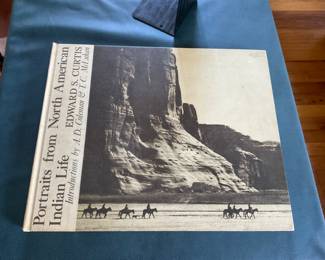 Portraits from North American
Indian Life EDWARD S. CURTIS
Introductions by A. D. Coleman & T. C. McLuhan